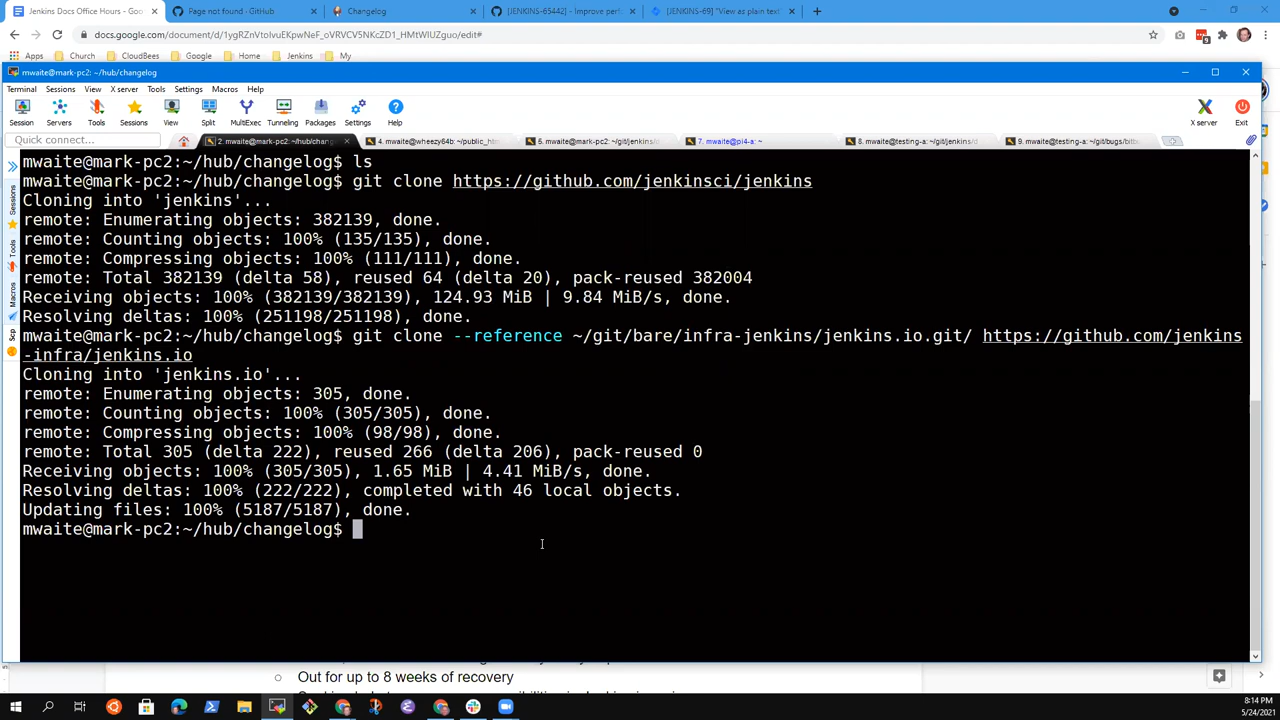 Jenkins Docs Office Hours - Goo
Page not found · GitHub
Changelog
[JENKINS-65442] - Improve perf
[JENKINS-69] "View as plain text"
docs.google.com/document/d/1ygRZnVtoIvuEKpwNeF_oVRVCV5NKcZD1_HMtWIUZguo/edit#
Apps
Church
CloudBees
Google
Home
Jenkins
My
mwaite@mark-pc2: ~/hub/changelog
Terminal Sessions View X server Tools Settings Macros Help
Session Servers Tools Sessions View Split MultiExec Tunneling Packages Settings Help X server Exit
Quick connect...
2. mwaite@mark-pc2: ~/hub/chang
4. mwaite@wheezy64b: ~/public_ht
7. mwaite@pi4-a: ~
8. mwaite@testing-a: ~/git/jenkins/
9. mwaite@testing-a: ~/git/bugs/bitb
Sessions
Tools
Macros
Scp
mwaite@mark-pc2:~/hub/changelog$ ls
mwaite@mark-pc2:~/hub/changelog$ git clone https://github.com/jenkinsci/jenkins
Cloning into 'jenkins'...
remote: Enumerating objects: 382139, done.
remote: Counting objects: 100% (135/135), done.
remote: Compressing objects: 100% (111/111), done.
remote: Total 382139 (delta 58), reused 64 (delta 20), pack-reused 382004
Receiving objects: 100% (382139/382139), 124.93 MiB | 9.84 MiB/s, done.
Resolving deltas: 100% (251198/251198), done.
mwaite@mark-pc2:~/hub/changelog$ git clone --reference ~/git/bare/infra-jenkins/jenkins.io.git/ https://github.com/jenkins
-infra/jenkins.io
Cloning into 'jenkins.io'...
remote: Enumerating objects: 305, done.
remote: Counting objects: 100% (305/305), done.
remote: Compressing objects: 100% (98/98), done.
remote: Total 305 (delta 222), reused 266 (delta 206), pack-reused 0
Receiving objects: 100% (305/305), 1.65 MiB | 4.41 MiB/s, done.
Resolving deltas: 100% (222/222), completed with 46 local objects.
Updating files: 100% (5187/5187), done.
mwaite@mark-pc2:~/hub/changelog$
Out for up to 8 weeks of recovery
8:14 PM
5/24/2021